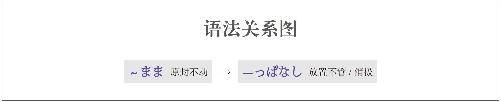 语法关系图
~まま 原封不动 → ―っぱなし 放置不管 / 消极